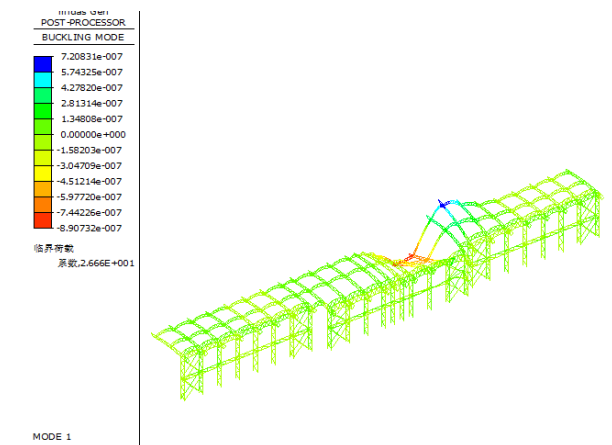 midas Gen
POST-PROCESSOR
BUCKLING MODE
7.20831e-007
5.74325e-007
4.27820e-007
2.81314e-007
1.34808e-007
0.00000e+000
-1.58203e-007
-3.04709e-007
-4.51214e-007
-5.97720e-007
-7.44226e-007
-8.90732e-007
临界荷载
系数,2.666E+001
MODE 1